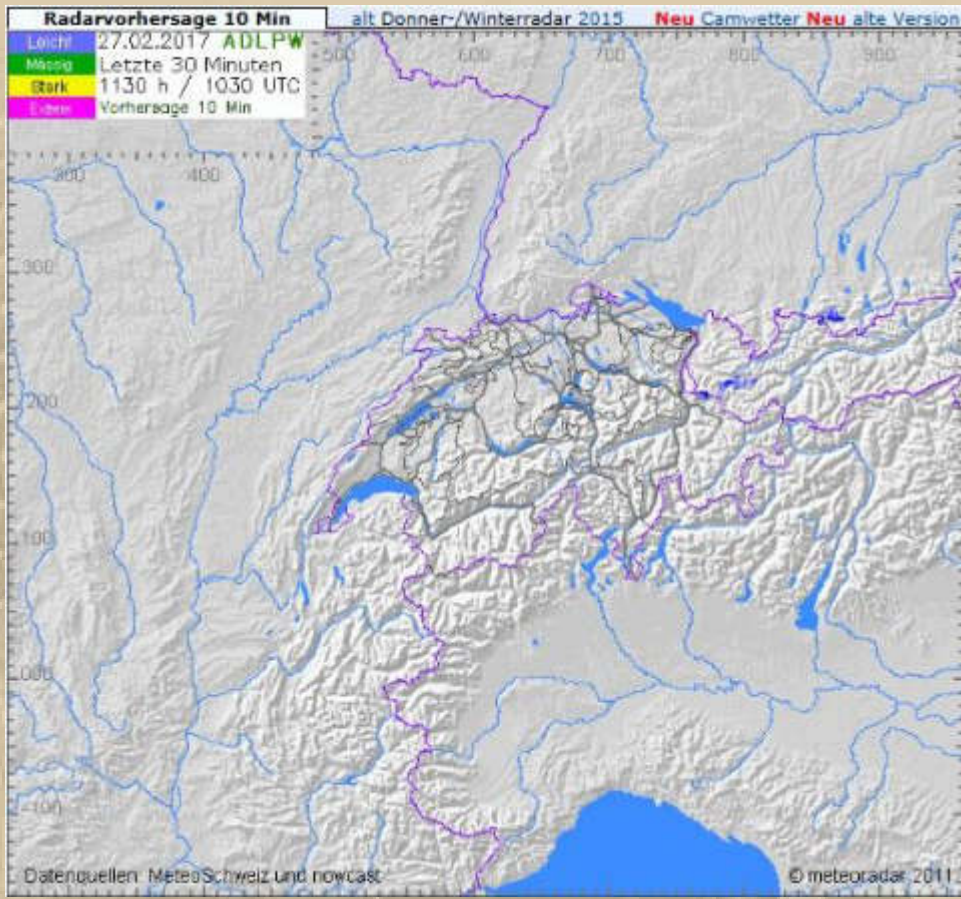 Radarvorhersage 10 Min
alt Donner-/Winterradar 2015 Neu Camwetter Neu alte Version
Leicht 27.02.2017 ADLPW
Mässig Letzte 30 Minuten
Stark 1130 h / 1030 UTC
Vorhersage 10 Min
500 600 700 800 900
300 400
300
200
100
000
-100
Datenquellen: MeteoSchweiz und nowcast
© meteoradar 2011